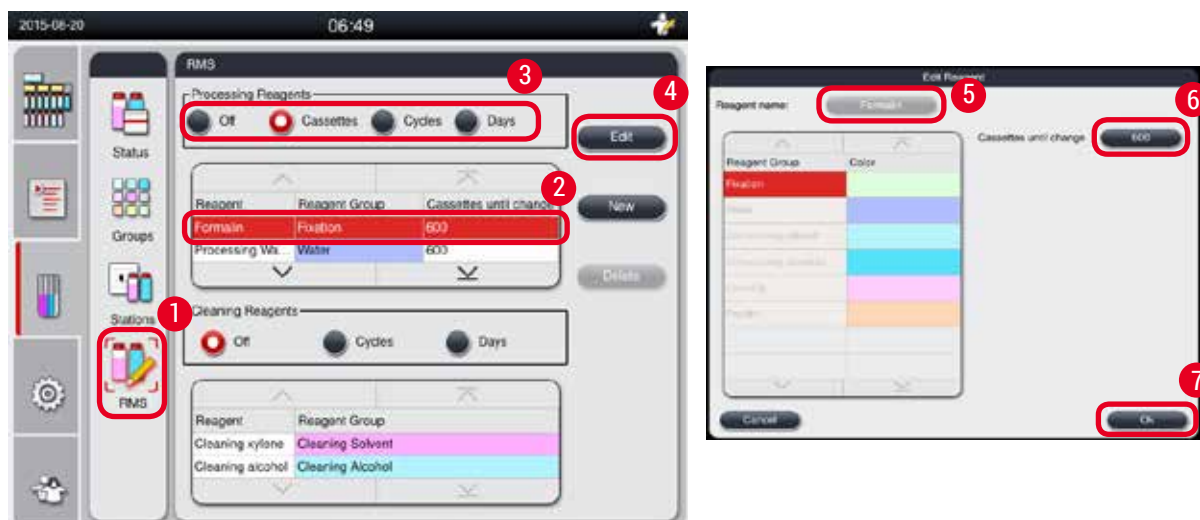 2015-08-20 06:49
RMS
3
Processing Reagents
4
Off Cassettes Cycles Days
Edit
Status
2
Reagent Reagent Group Cassettes until change
New
Formalin Fixation 600
Groups
Processing Wa... Water 600
Delete
Stations
1
Cleaning Reagents
Off Cycles Days
RMS
Reagent Reagent Group
Cleaning xylene Cleaning Solvent
Cleaning alcohol Cleaning Alcohol
Edit Reagent
5
6
Reagent name: Formalin
Cassettes until change 600
Reagent Group Color
Fixation
Water
7
Cancel
Ok